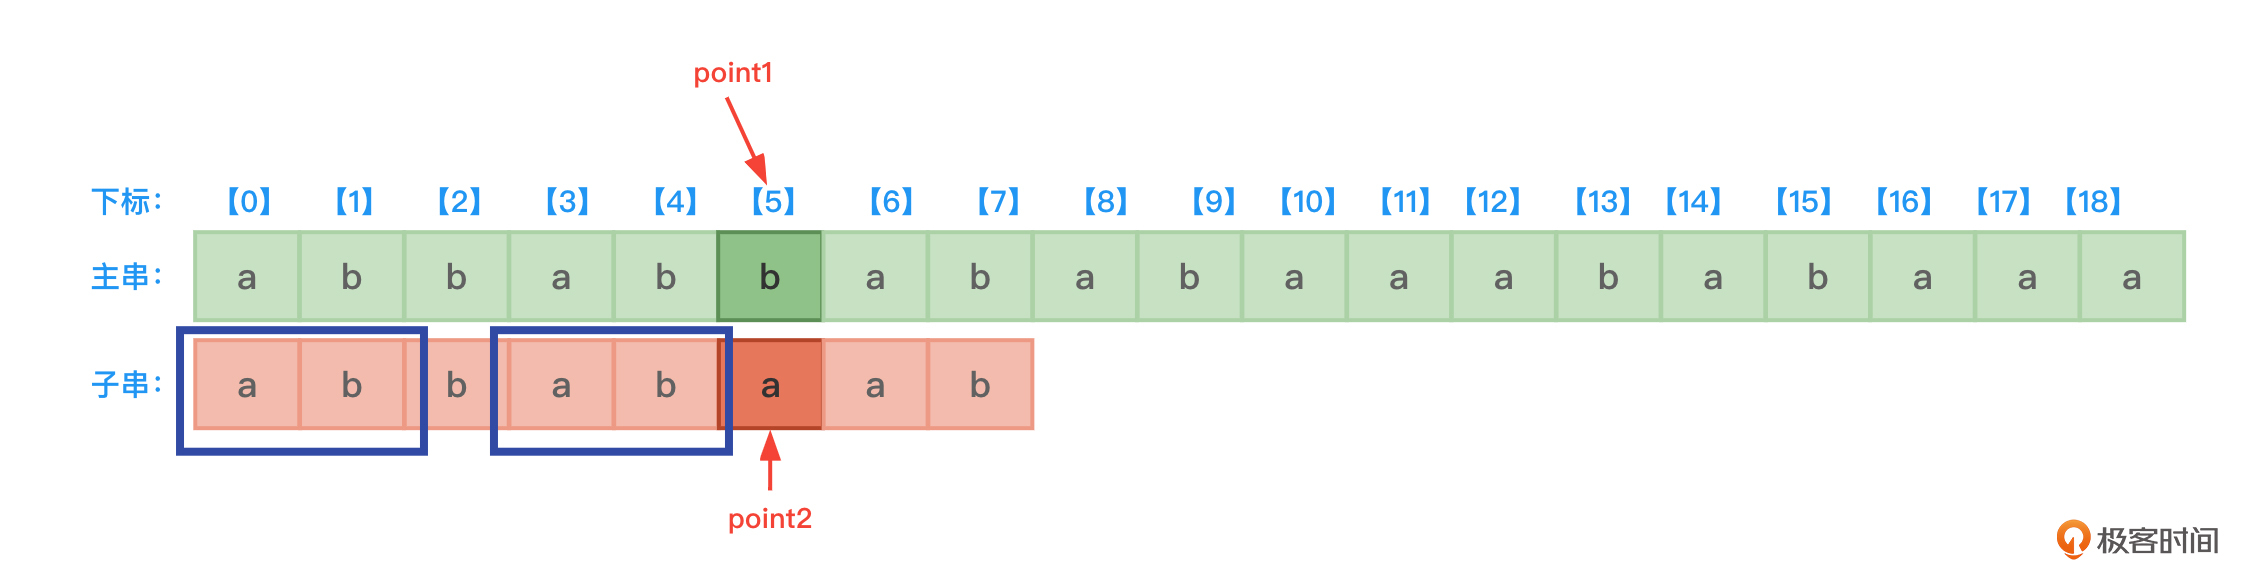 point1
下标： 【0】 【1】 【2】 【3】 【4】 【5】 【6】 【7】 【8】 【9】 【10】 【11】 【12】 【13】 【14】 【15】 【16】 【17】 【18】
主串： a b b a b b a b a b a a a b a b a a a
子串： a b b a b a a b
point2
极客时间